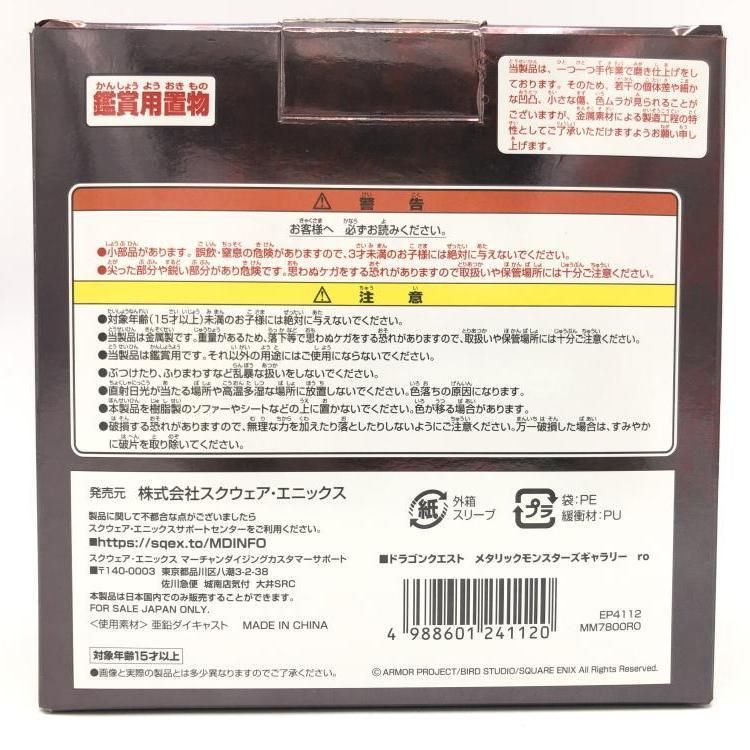 鑑賞用置物
当製品は、一つ一つ手作業で磨き仕上げをし
ております。そのため、若干の個体差や細か
な凹凸、小さな傷、色ムラが見られることが
ございますが、金属素材による製造工程の特
性としてご了承いただけますようお願い申し
上げます。
⚠ 警告
お客様へ 必ずお読みください。
●小部品があります。誤飲・窒息の危険がありますので、3才未満のお子様には絶対に与えないでください。
●尖った部分や鋭い部分があり危険です。思わぬケガをする恐れがありますので取扱いや保管場所には十分ご注意ください。
⚠ 注意
●対象年齢(15才以上)未満のお子様には絶対に与えないでください。
●当製品は金属製です。重量があるため、落下等で思わぬケガをする恐れがありますので、取扱いや保管場所には十分ご注意ください。
●当製品は鑑賞用です。それ以外の用途にはご使用にならないでください。
●ぶつけたり、ふりまわすなど乱暴な扱いをしないでください。
●直射日光が当たる場所や高温多湿な場所に放置しないでください。色落ちの原因になります。
●本製品を樹脂製のソファーやシートなどの上に置かないでください。色が移る場合があります。
●破損する恐れがありますので、無理な力を加えたり落としたりしないようにご注意ください。万一破損した場合は、すみやか
に破片を取り除いてください。
発売元 株式会社スクウェア・エニックス
製品に関して不都合な点がございましたら
スクウェア・エニックスサポートセンターをご利用ください。
■https://sqex.to/MDINFO
スクウェア・エニックス マーチャンダイジングカスタマーサポート
■〒140-0003 東京都品川区八潮3-2-38
佐川急便 城南店気付 大井SRC
本製品は日本国内でのみ販売することができます。
FOR SALE JAPAN ONLY.
<使用素材> 亜鉛ダイキャスト MADE IN CHINA
対象年齢15才以上
●画像と実際の製品とは多少異なりますのでご了承ください。
紙 外箱
スリーブ
プラ 袋:PE
緩衝材:PU
■ドラゴンクエスト メタリックモンスターズギャラリー ro
EP4112
MM7800RO
4 988601 241120
© ARMOR PROJECT/BIRD STUDIO/SQUARE ENIX All Rights Reserved.